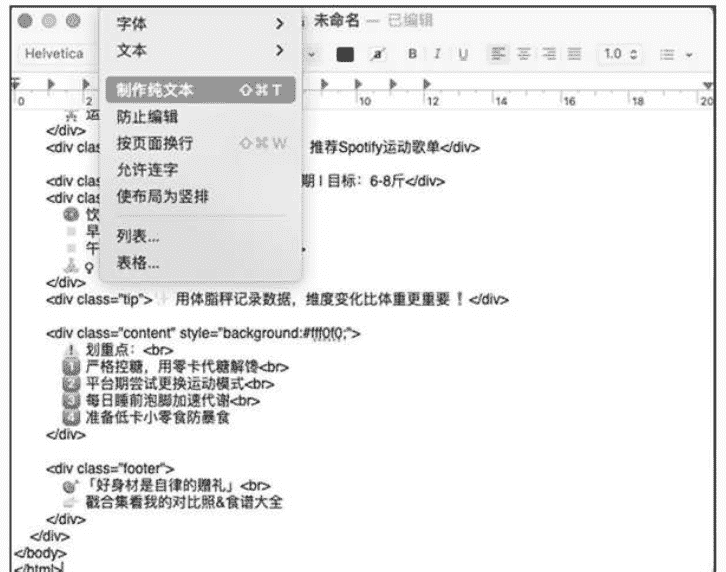 字体 未命名 — 已编辑
Helvetica 文本 B I U 1.0
制作纯文本 ⇧⌘T
0 2 10 12 14 16 18 20
防止编辑
</div>
按页面换行 ⇧⌘W
<div clas 推荐Spotify运动歌单</div>
允许连字
<div clas 期 | 目标：6-8斤</div>
使布局为竖排
<div clas
饮
早
列表...
午
表格...
</div>
<div class="tip">✨ 用体脂秤记录数据，维度变化比体重更重要！</div>
<div class="content" style="background:#fff0f0;">
⚠ 划重点：<br>
1️⃣ 严格控糖，用零卡代糖解馋<br>
2️⃣ 平台期尝试更换运动模式<br>
3️⃣ 每日睡前泡脚加速代谢<br>
4️⃣ 准备低卡小零食防暴食
</div>
<div class="footer">
🎯「好身材是自律的赠礼」<br>
👉 戳合集看我的对比照&食谱大全
</div>
</div>
</body>
</html>